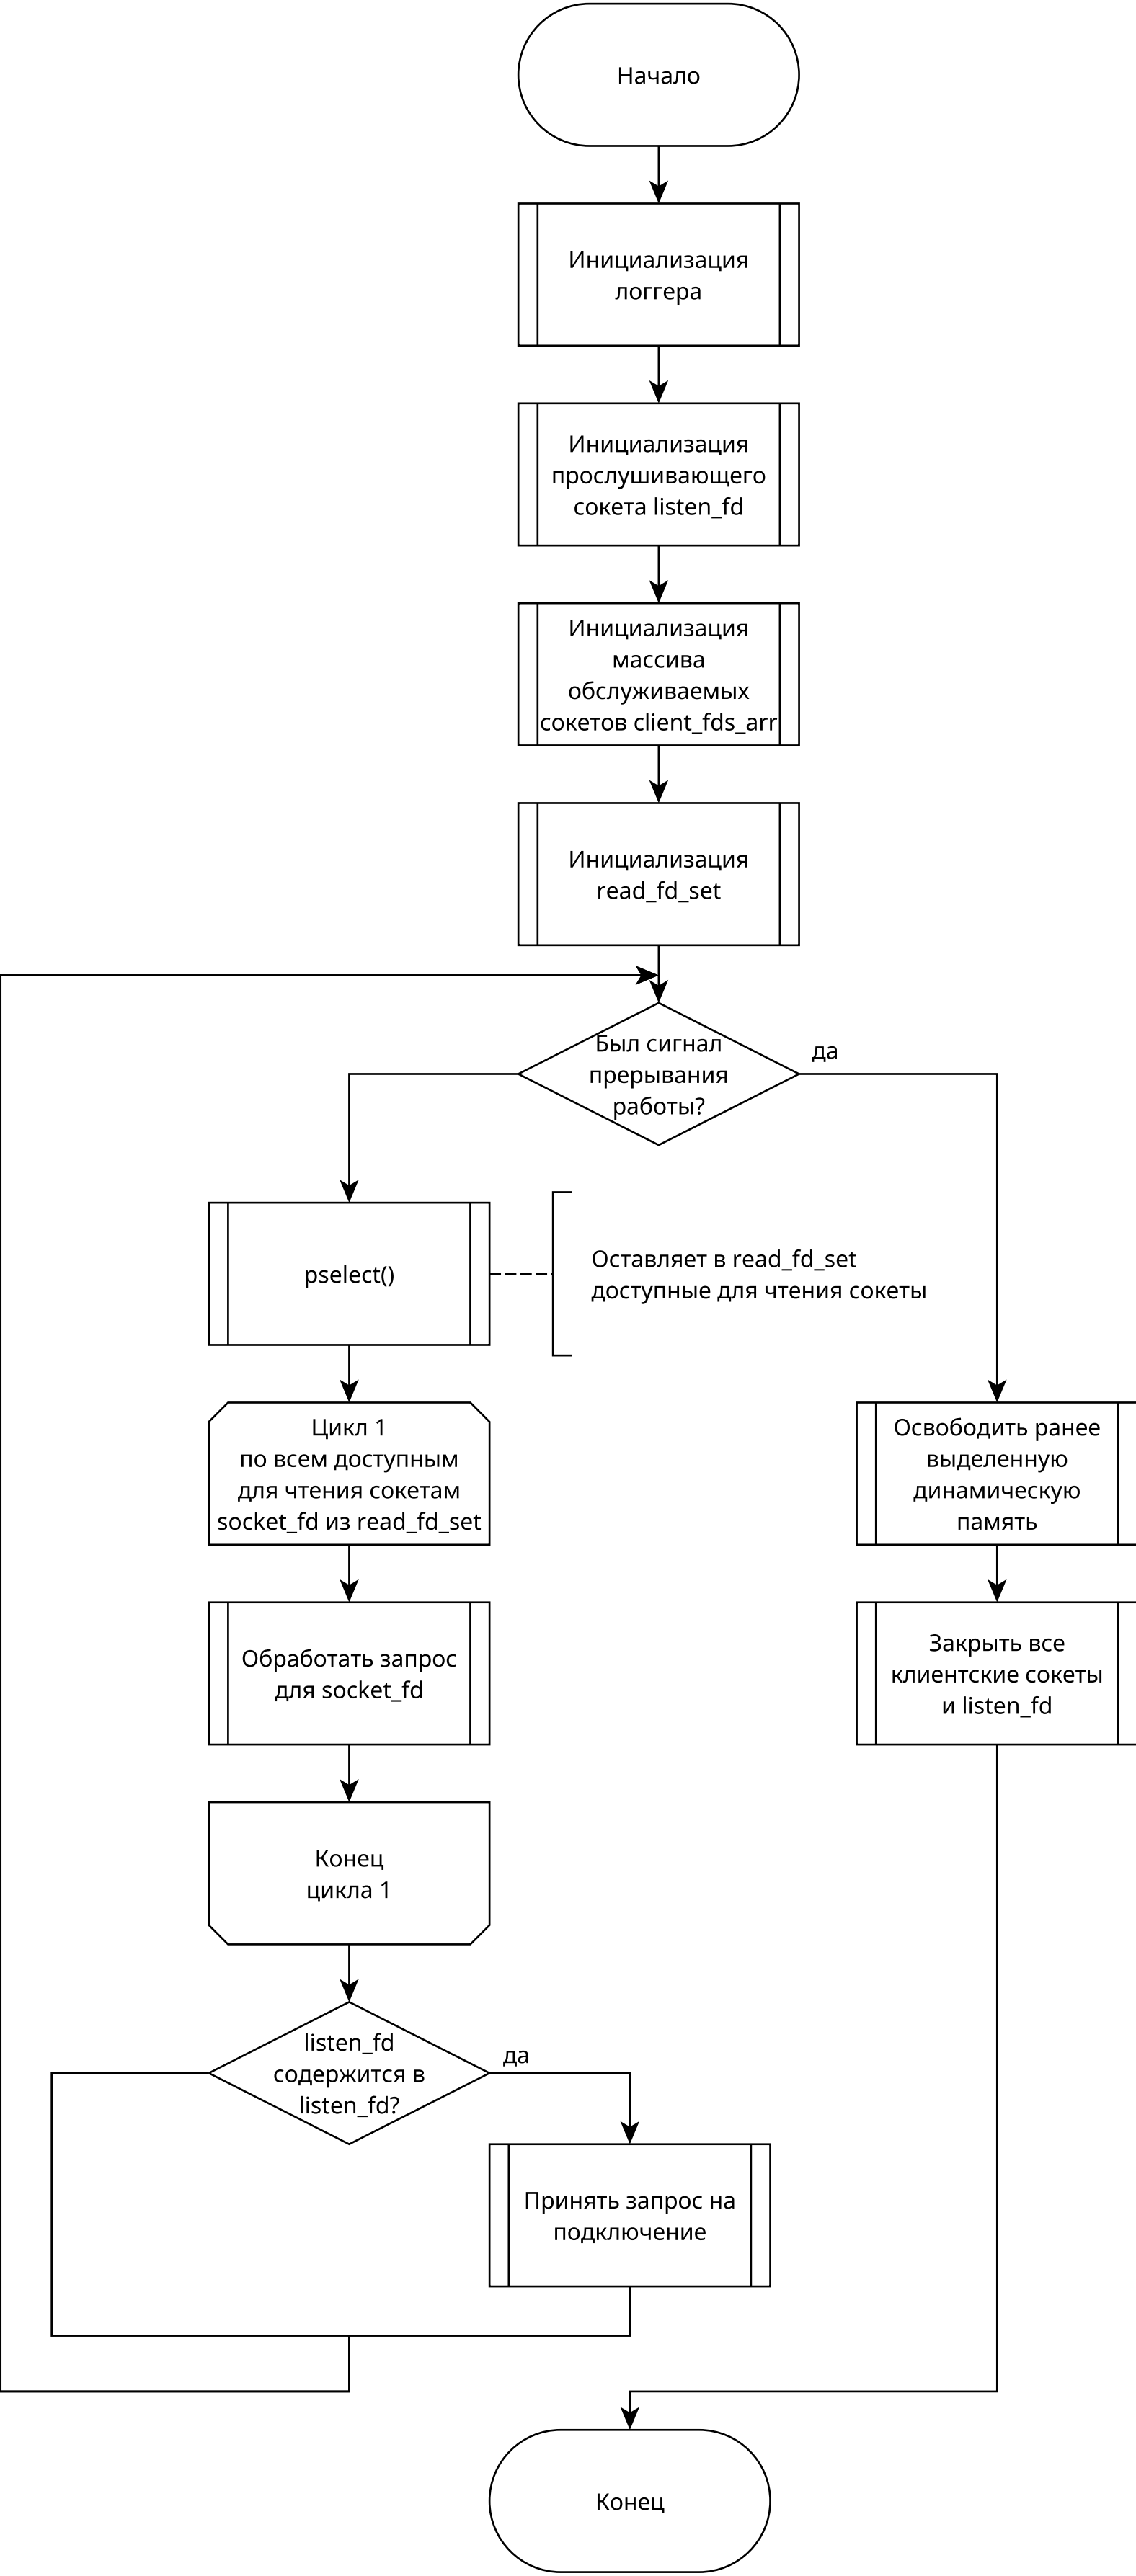 Начало
Инициализация
логгера
Инициализация
прослушивающего
сокета listen_fd
Инициализация
массива
обслуживаемых
сокетов client_fds_arr
Инициализация
read_fd_set
Был сигнал
прерывания
работы?
да
pselect()
Оставляет в read_fd_set
доступные для чтения сокеты
Цикл 1
по всем доступным
для чтения сокетам
socket_fd из read_fd_set
Освободить ранее
выделенную
динамическую
память
Обработать запрос
для socket_fd
Закрыть все
клиентские сокеты
и listen_fd
Конец
цикла 1
listen_fd
содержится в
listen_fd?
да
Принять запрос на
подключение
Конец